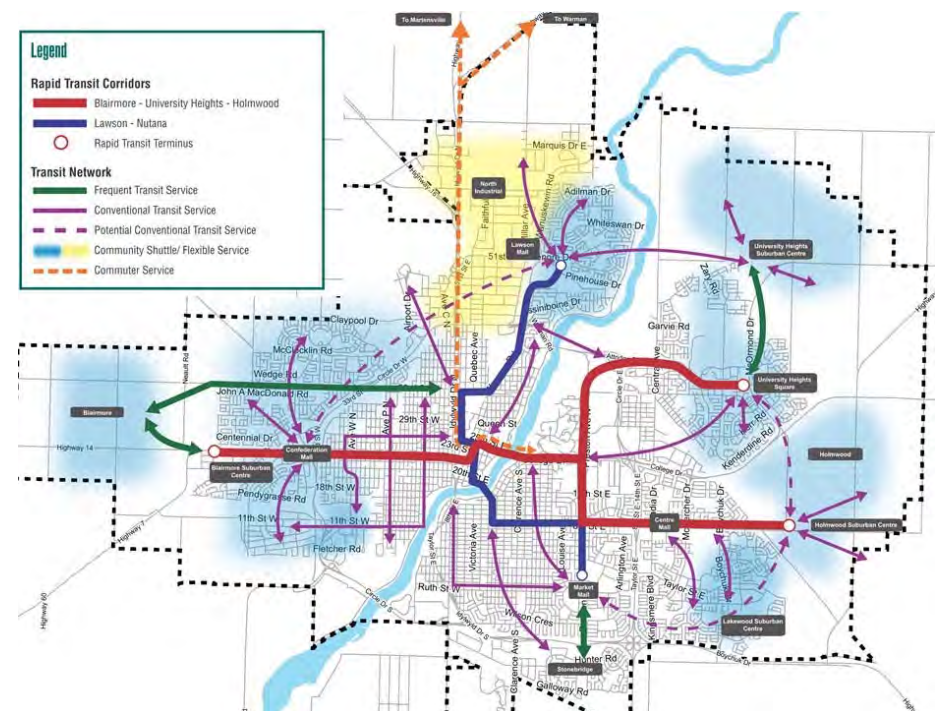 To Martensville
To Warman
Legend
Rapid Transit Corridors
Blairmore - University Heights - Holmwood
Lawson - Nutana
Rapid Transit Terminus
Transit Network
Frequent Transit Service
Conventional Transit Service
Potential Conventional Transit Service
Community Shuttle/ Flexible Service
Commuter Service
Marquis Dr E
North
Industrial
Adilman Dr
Whiteswan Dr
Lawson
Mall
Pinehouse Dr
University Heights
Suburban Centre
Airport Dr
Claypool Dr
McClocklin Rd
Wedge Rd
John A MacDonald Rd
Neault Rd
Quebec Ave
Garvie Rd
Zary Rd
University Heights
Square
Kenderdine Rd
Blairmore
Ave P
29th St W
Queen St
Centennial Dr
Highway 14
Confederation
Mall
Blairmore Suburban
Centre
23rd St
20th St E
College Dr
Holmwood
Pendygrasse Rd
18th St W
11th St W
11th St W
Fletcher Rd
Highway 7
Highway 60
Victoria Ave
Clarence Ave S
Louise Ave
Arlington Ave
Centre
Mall
Holmwood Suburban Centre
Taylor St E
Ruth St W
Market
Mall
Kingsmere Blvd
Wilson Cres
Circle Dr S
Idylwyld Dr S
Lakewood Suburban
Centre
Clarence Ave S
Hunter Rd
Stonebridge
Galloway Rd
Boychuk Dr